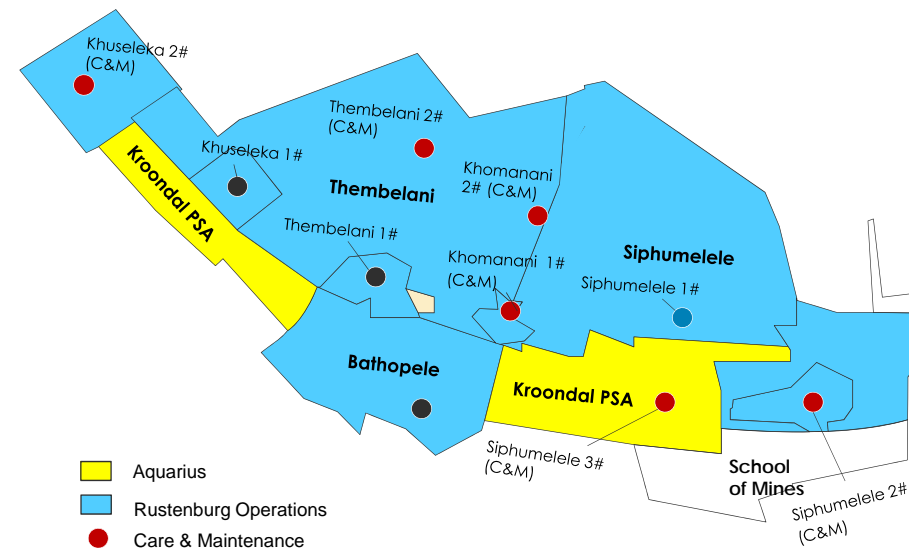 Khuseleka 2#
(C&M)
Thembelani 2#
(C&M)
Khuseleka 1#
Khomanani
2# (C&M)
Kroondal PSA
Thembelani
Thembelani 1#
Siphumelele
Khomanani 1#
(C&M)
Siphumelele 1#
Bathopele
Kroondal PSA
Siphumelele 3#
(C&M)
School
of Mines
Siphumelele 2#
(C&M)
Aquarius
Rustenburg Operations
Care & Maintenance